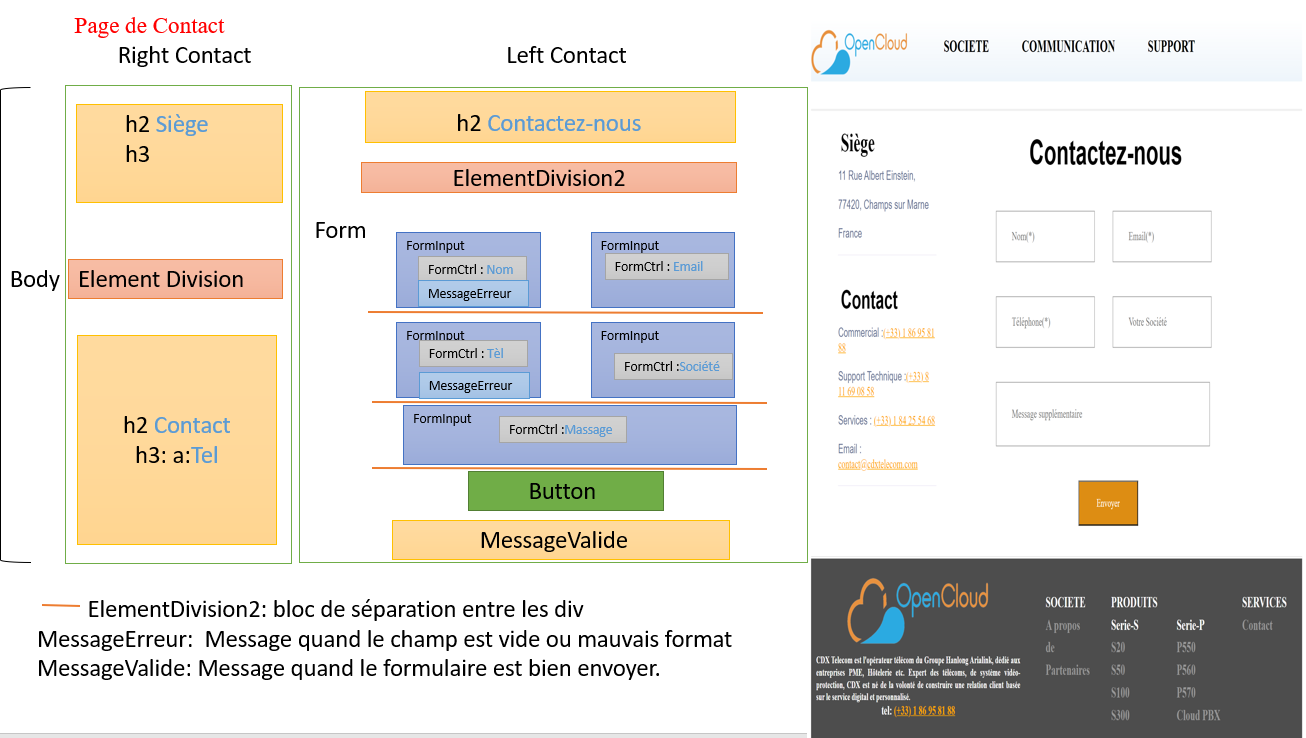 Page de Contact
Right Contact
Left Contact
Body
h2 Siège
h3
Element Division
h2 Contact
h3: a:Tel
h2 Contactez-nous
ElementDivision2
Form
FormInput
FormCtrl : Nom
MessageErreur
FormInput
FormCtrl : Email
FormInput
FormCtrl : Tèl
MessageErreur
FormInput
FormCtrl :Société
FormInput
FormCtrl :Massage
Button
MessageValide
ElementDivision2: bloc de séparation entre les div
MessageErreur: Message quand le champ est vide ou mauvais format
MessageValide: Message quand le formulaire est bien envoyer.
OpenCloud
SOCIETE COMMUNICATION SUPPORT
Siège
11 Rue Albert Einstein,
77420, Champs sur Marne
France
Contact
Commercial :(+33) 1 86 95 81
88
Support Technique :(+33) 8
11 69 08 58
Services : (+33) 1 84 25 54 68
Email :
contact@cdxtelecom.com
Contactez-nous
Nom(*)
Email(*)
Téléphone(*)
Votre Société
Message supplémentaire
Envoyer
OpenCloud
CDX Telecom est l'opérateur télécom du Groupe Hanlong Arialink, dédié aux
entreprises PME, Hôtelerie etc. Expert des télécoms, de système vidéo-
protection, CDX est né de la volonté de construire une relation client basée
sur le service digital et personnalisé.
tel: (+33) 1 86 95 81 88
SOCIETE
A propos
de
Partenaires
PRODUITS
Serie-S
S20
S50
S100
S300
Serie-P
P550
P560
P570
Cloud PBX
SERVICES
Contact